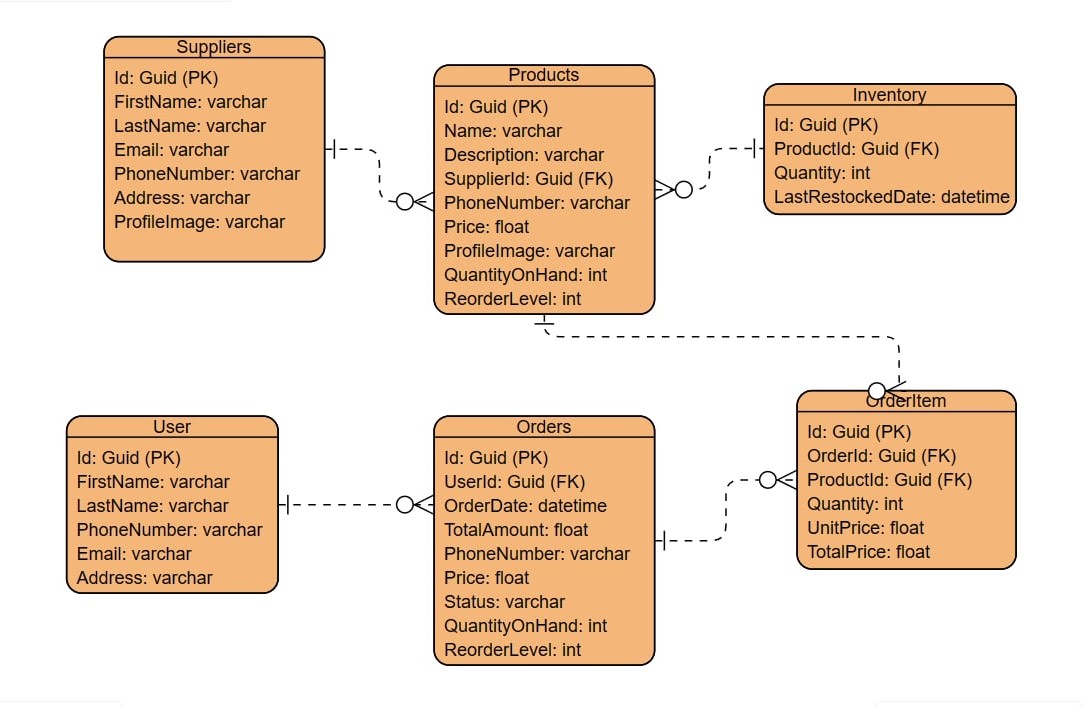 Suppliers
Id: Guid (PK)
FirstName: varchar
LastName: varchar
Email: varchar
PhoneNumber: varchar
Address: varchar
ProfileImage: varchar
Products
Id: Guid (PK)
Name: varchar
Description: varchar
SupplierId: Guid (FK)
PhoneNumber: varchar
Price: float
ProfileImage: varchar
QuantityOnHand: int
ReorderLevel: int
Inventory
Id: Guid (PK)
ProductId: Guid (FK)
Quantity: int
LastRestockedDate: datetime
User
Id: Guid (PK)
FirstName: varchar
LastName: varchar
PhoneNumber: varchar
Email: varchar
Address: varchar
Orders
Id: Guid (PK)
UserId: Guid (FK)
OrderDate: datetime
TotalAmount: float
PhoneNumber: varchar
Price: float
Status: varchar
QuantityOnHand: int
ReorderLevel: int
OrderItem
Id: Guid (PK)
OrderId: Guid (FK)
ProductId: Guid (FK)
Quantity: int
UnitPrice: float
TotalPrice: float